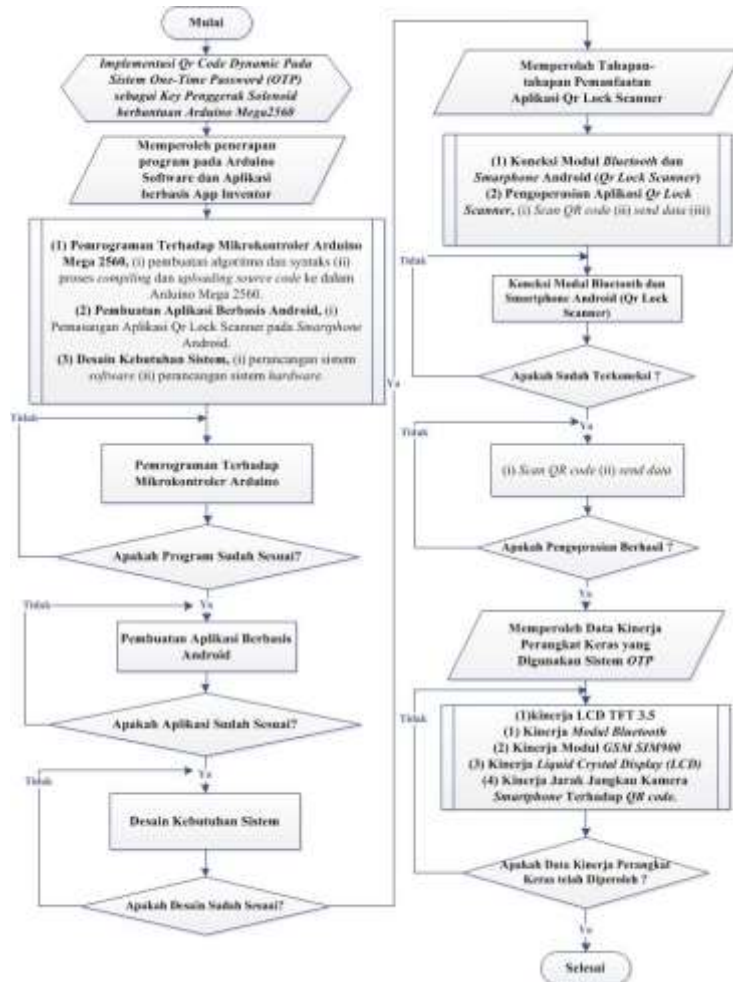 Mulai
Implementasi Qr Code Dynamic Pada
Sistem One-Time Password (OTP)
sebagai Key Penggerak Solenoid
berbantuan Arduino Mega2560
Memperoleh penerapan
program pada Arduino
Software dan Aplikasi
berbasis App Inventor
(1) Pemrograman Terhadap Mikrokontroler Arduino
Mega 2560, (i) pembuatan algoritma dan syntaks (ii)
proses compiling dan uploading source code ke dalam
Arduino Mega 2560.
(2) Pembuatan Aplikasi Berbasis Android, (i)
Pemasangan Aplikasi Qr Lock Scanner pada Smartphone
Android.
(3) Desain Kebutuhan Sistem, (i) perancangan sistem
software (ii) perancangan sistem hardware.
Tidak
Pemrograman Terhadap
Mikrokontroler Arduino
Apakah Program Sudah Sesuai?
Ya
Tidak
Pembuatan Aplikasi Berbasis
Android
Apakah Aplikasi Sudah Sesuai?
Ya
Tidak
Desain Kebutuhan Sistem
Apakah Desain Sudah Sesuai?
Ya
Memperolah Tahapan-
tahapan Pemanfaatan
Aplikasi Qr Lock Scanner
(1) Koneksi Modul Bluetooth dan
Smarphone Android (Qr Lock Scanner)
(2) Pengoperasian Aplikasi Qr Lock
Scanner, (i) Scan QR code (ii) send data (iii)
Tidak
Koneksi Modal Bluetooth dan
Smartphone Android (Qr Lock
Scanner)
Apakah Sudah Terkoneksi ?
Ya
Tidak
(i) Scan QR code (ii) send data
Apakah Pengoprasian Berhasil ?
Ya
Memperoleh Data Kinerja
Perangkat Keras yang
Digunakan Sistem OTP
Tidak
(1)kinerja LCD TFT 3.5
(1) Kinerja Modul Bluetooth
(2) Kinerja Modul GSM SIM900
(3) Kinerja Liquid Crystal Display (LCD)
(4) Kinerja Jarak Jangkau Kamera
Smartphone Terhadap QR code.
Apakah Data Kinerja Perangkat
Keras telah Diperoleh ?
Ya
Selesai